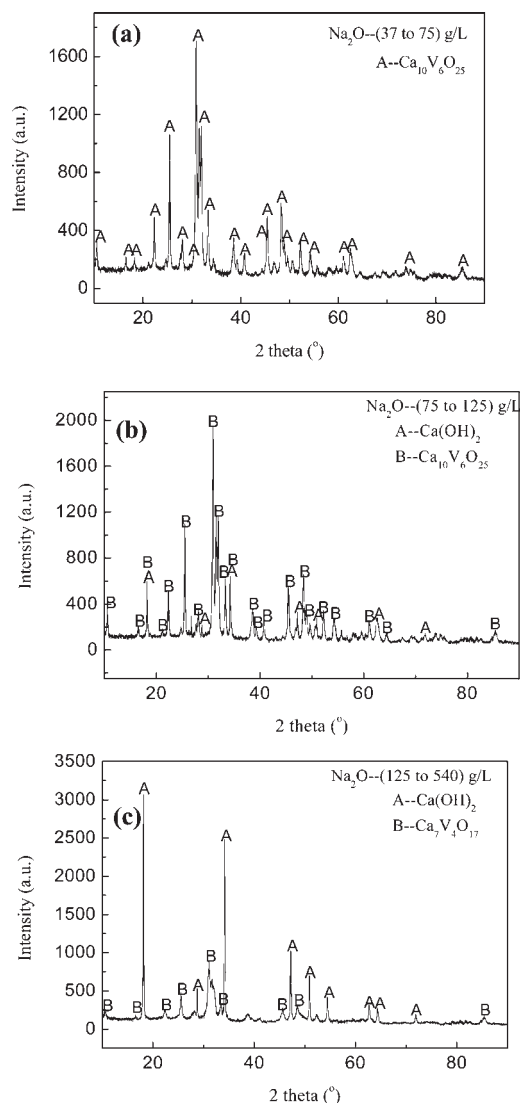 (a)
Na₂O--(37 to 75) g/L
A--Ca₁₀V₆O₂₅
1600
1200
800
400
0
Intensity (a.u.)
A A A A A A A A A A A A A A A A A A A A A
20 40 60 80
2 theta (°)
(b)
Na₂O--(75 to 125) g/L
A--Ca(OH)₂
B--Ca₁₀V₆O₂₅
2000
1600
1200
800
400
0
Intensity (a.u.)
B B B A B B B B A B B B A B B B B A B B A B B A B A B
20 40 60 80
2 theta (°)
(c)
Na₂O--(125 to 540) g/L
A--Ca(OH)₂
B--Ca₇V₄O₁₇
3500
3000
2500
2000
1500
1000
500
0
Intensity (a.u.)
B B A B B A B B A B A B A A A A A B
20 40 60 80
2 theta (°)